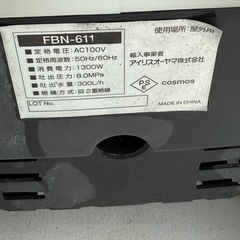 FBN-611
使用場所:屋外用
■定格電圧:AC100V
■定格周波数:50Hz/60Hz
■消費電力:1300W
■吐出圧力:8.0MPa
■吐出水量:300L/h
■絶縁方式:回2重絶縁
LOT No.
輸入事業者
アイリスオーヤマ株式会社
PS
E
cosmos
MADE IN CHINA